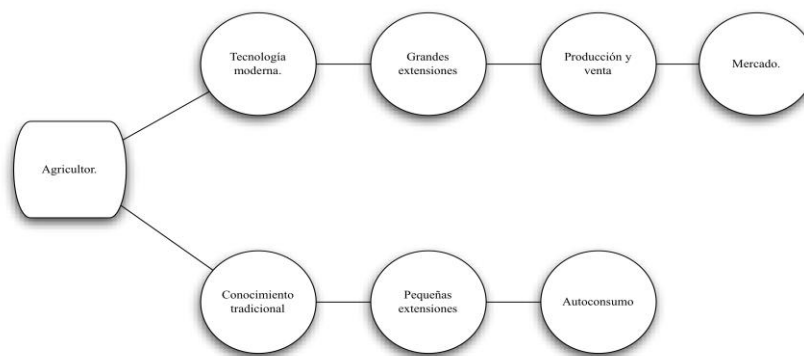 Tecnología
moderna.
Grandes
extensiones
Producción y
venta
Mercado.
Agricultor.
Conocimiento
tradicional
Pequeñas
extensiones
Autoconsumo